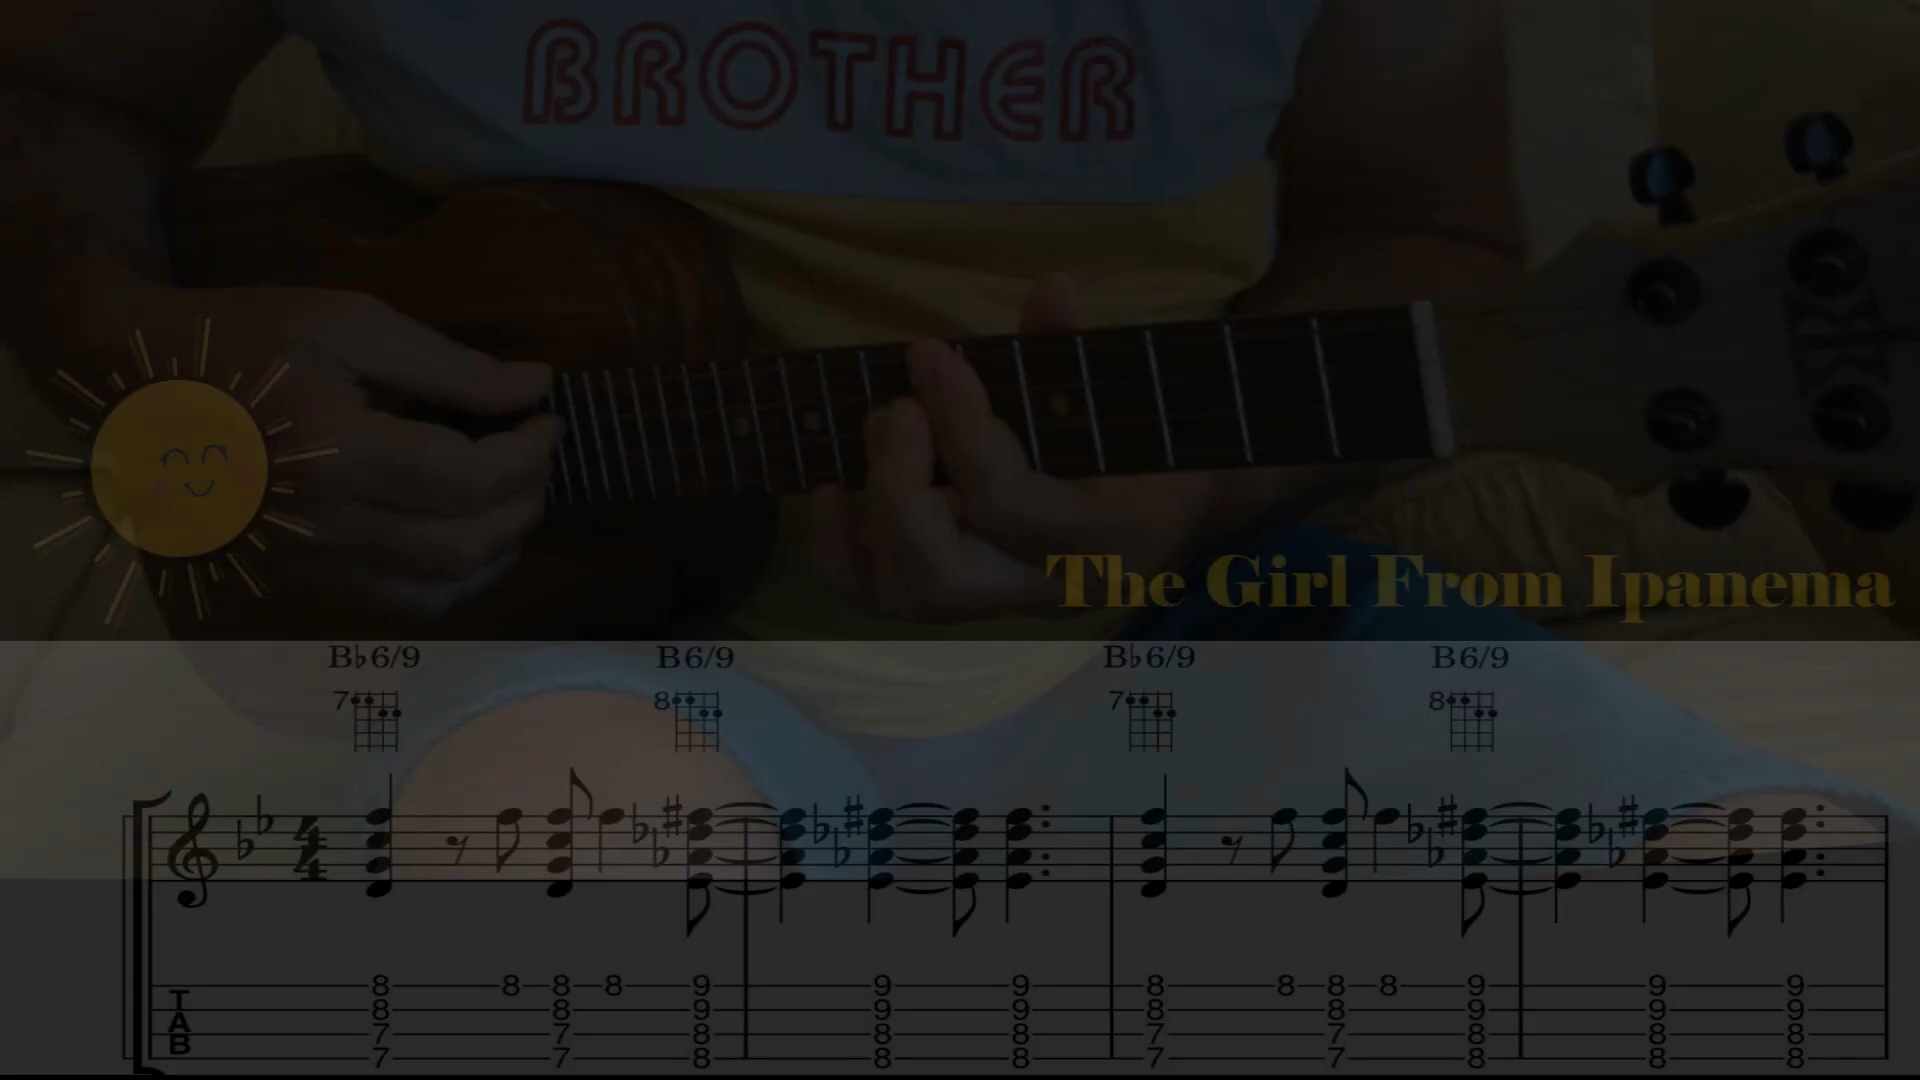 BROTHER
The Girl From Ipanema
B♭6/9 B6/9 B♭6/9 B6/9
7 8 7 8
4
4
8 8 8 8 9 9 9 8 8 8 8 9 9 9
T 8 8 9 9 9 8 8 9 9 9
A 7 7 8 8 8 7 7 8 8 8
B 7 7 8 8 8 7 7 8 8 8